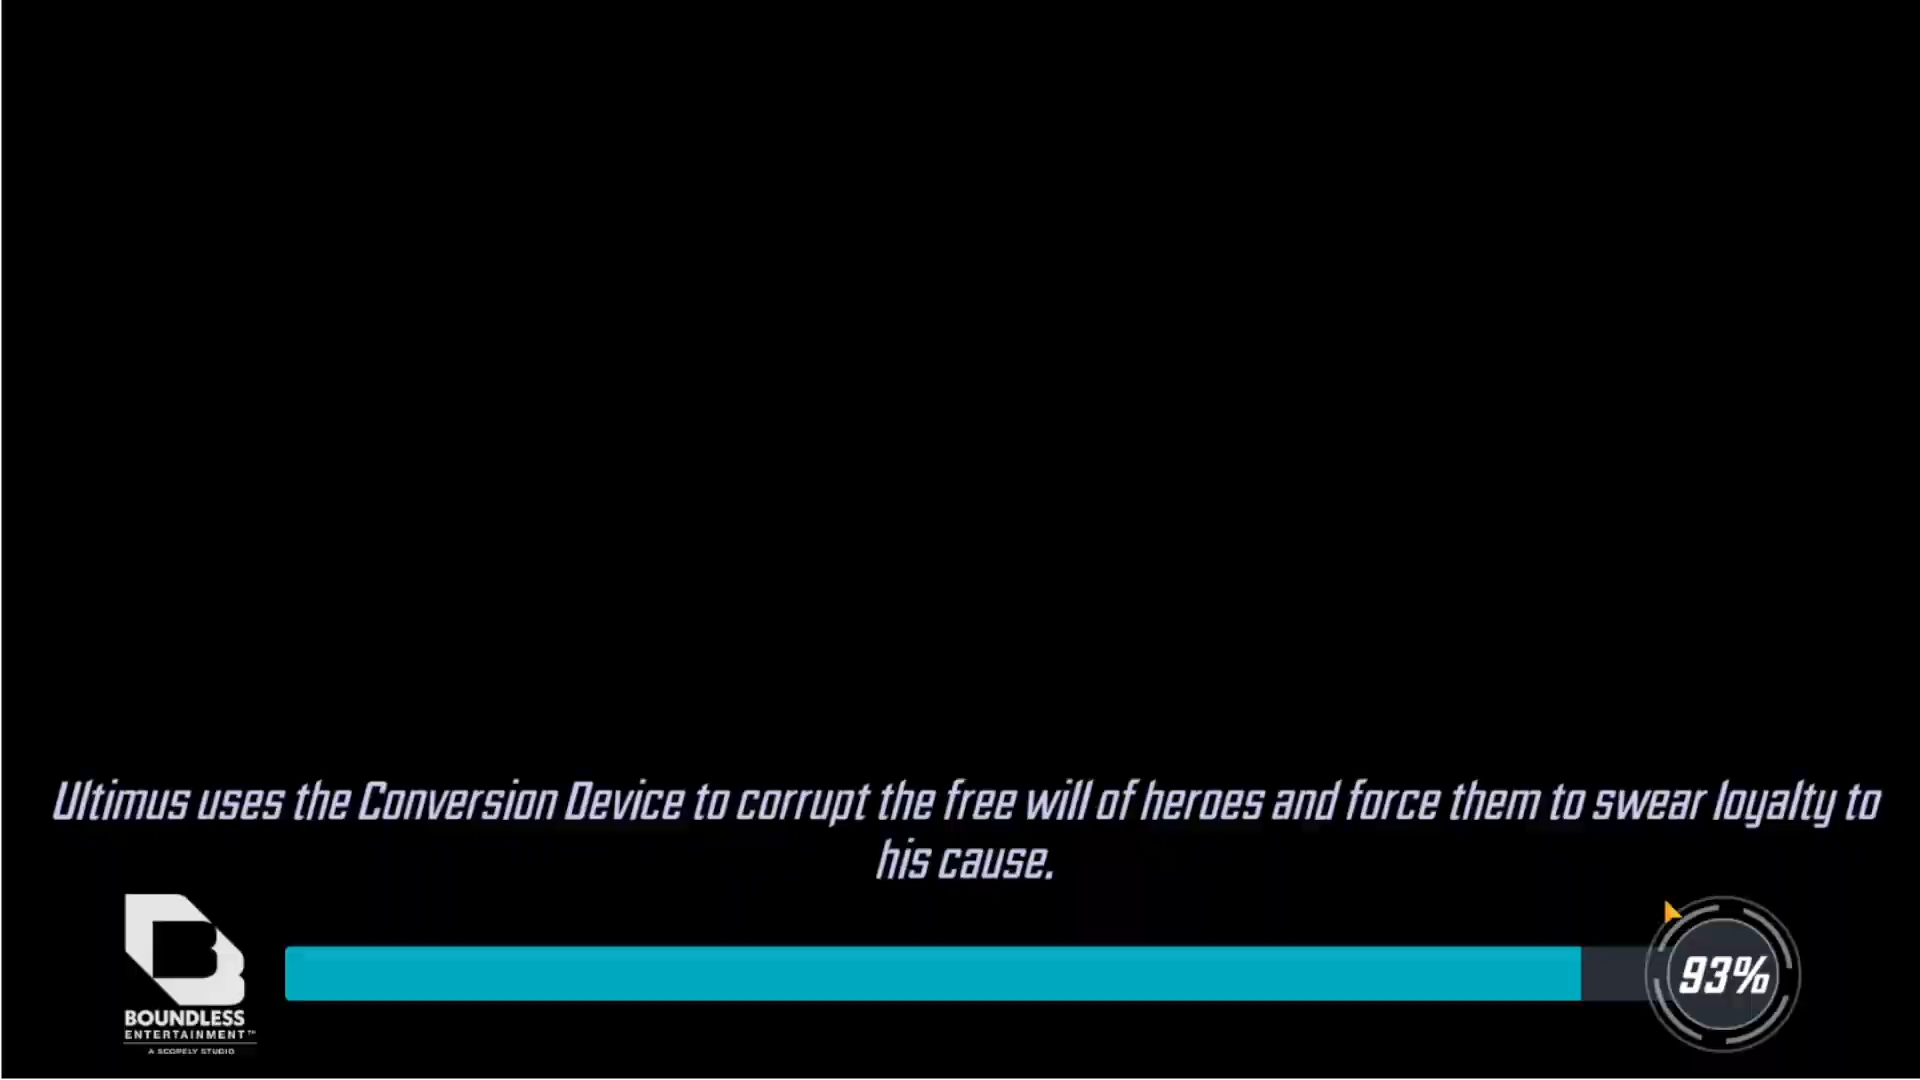 Ultimus uses the Conversion Device to corrupt the free will of heroes and force them to swear loyalty to
his cause.
93%
BOUNDLESS
ENTERTAINMENT™
A SCOPELY STUDIO